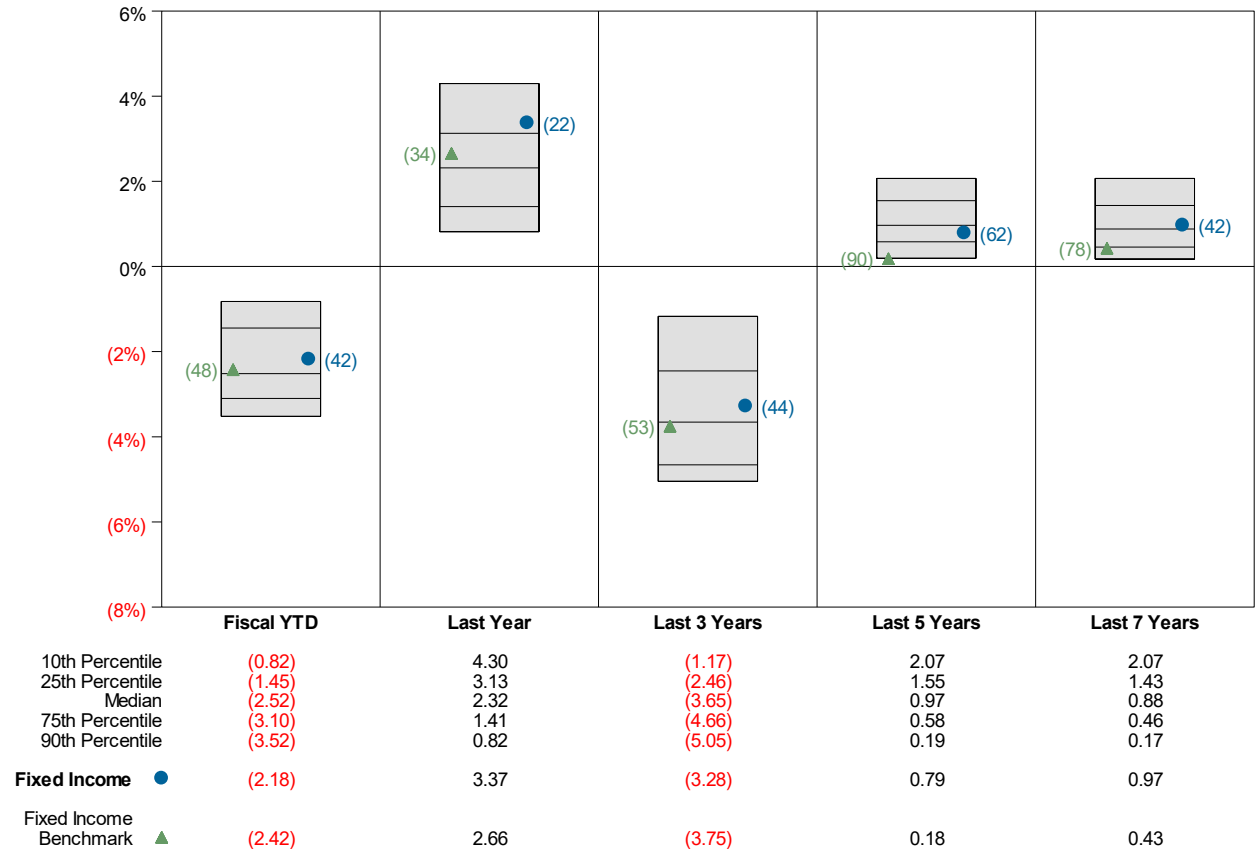 6%
4%
(22)
(34)
2%
(62)
(42)
(90)
(78)
0%
(2%)
(48)
(42)
(4%)
(53)
(44)
(6%)
(8%)
Fiscal YTD Last Year Last 3 Years Last 5 Years Last 7 Years
10th Percentile (0.82) 4.30 (1.17) 2.07 2.07
25th Percentile (1.45) 3.13 (2.46) 1.55 1.43
Median (2.52) 2.32 (3.65) 0.97 0.88
75th Percentile (3.10) 1.41 (4.66) 0.58 0.46
90th Percentile (3.52) 0.82 (5.05) 0.19 0.17
Fixed Income (2.18) 3.37 (3.28) 0.79 0.97
Fixed Income
Benchmark (2.42) 2.66 (3.75) 0.18 0.43